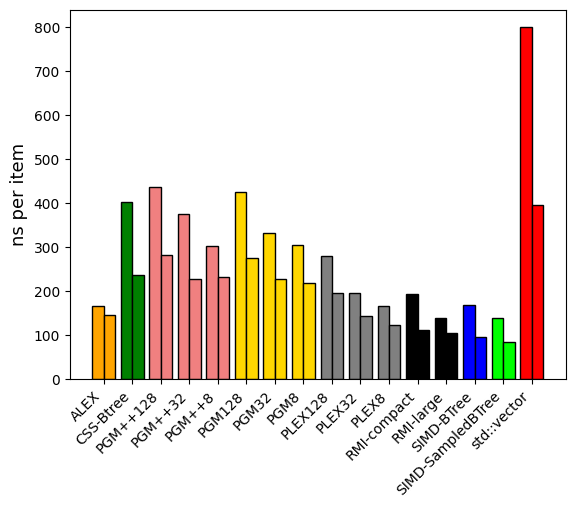 800
700
600
500
400
300
200
100
0
ns per item
ALEX
CSS-Btree
PGM++128
PGM++32
PGM++8
PGM128
PGM32
PGM8
PLEX128
PLEX32
PLEX8
RMI-compact
RMI-large
SIMD-BTree
SIMD-SampledBTree
std::vector